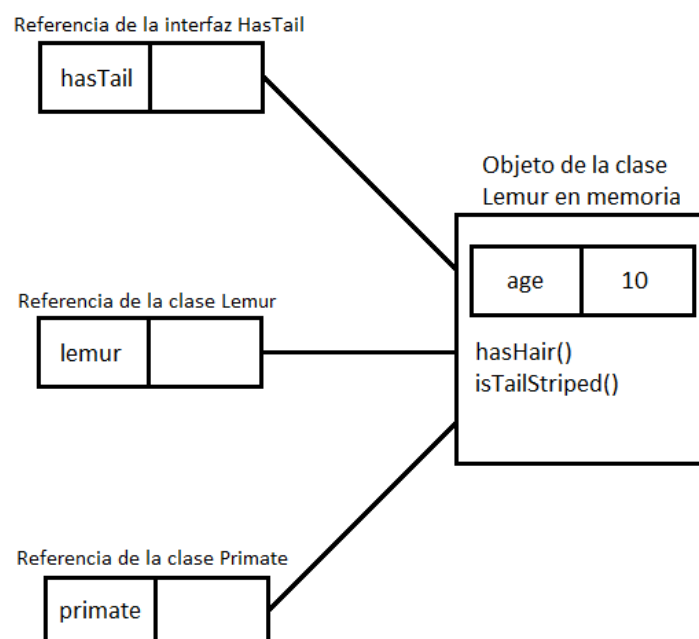 Referencia de la interfaz HasTail
hasTail
Objeto de la clase
Lemur en memoria
age
10
Referencia de la clase Lemur
lemur
hasHair()
isTailStriped()
Referencia de la clase Primate
primate